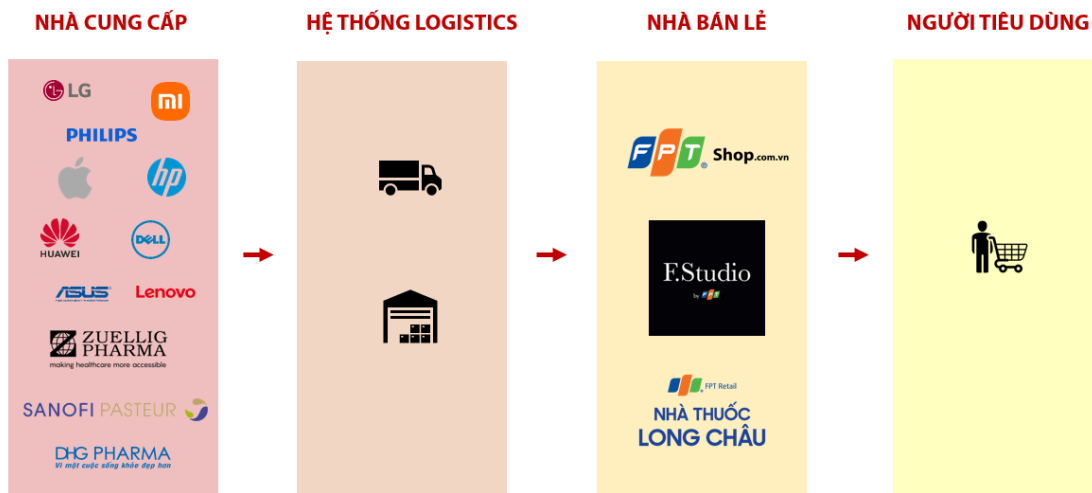 NHÀ CUNG CẤP
HỆ THỐNG LOGISTICS
NHÀ BÁN LẺ
NGƯỜI TIÊU DÙNG
LG
mi
PHILIPS
hp
HUAWEI
DELL
ASUS
Lenovo
ZUELLIG
PHARMA
making healthcare more accessible
SANOFI PASTEUR
DHG PHARMA
Vì một cuộc sống khỏe đẹp hơn
FPT® Shop.com.vn
F.Studio
by FPT
FPT Retail
NHÀ THUỐC
LONG CHÂU